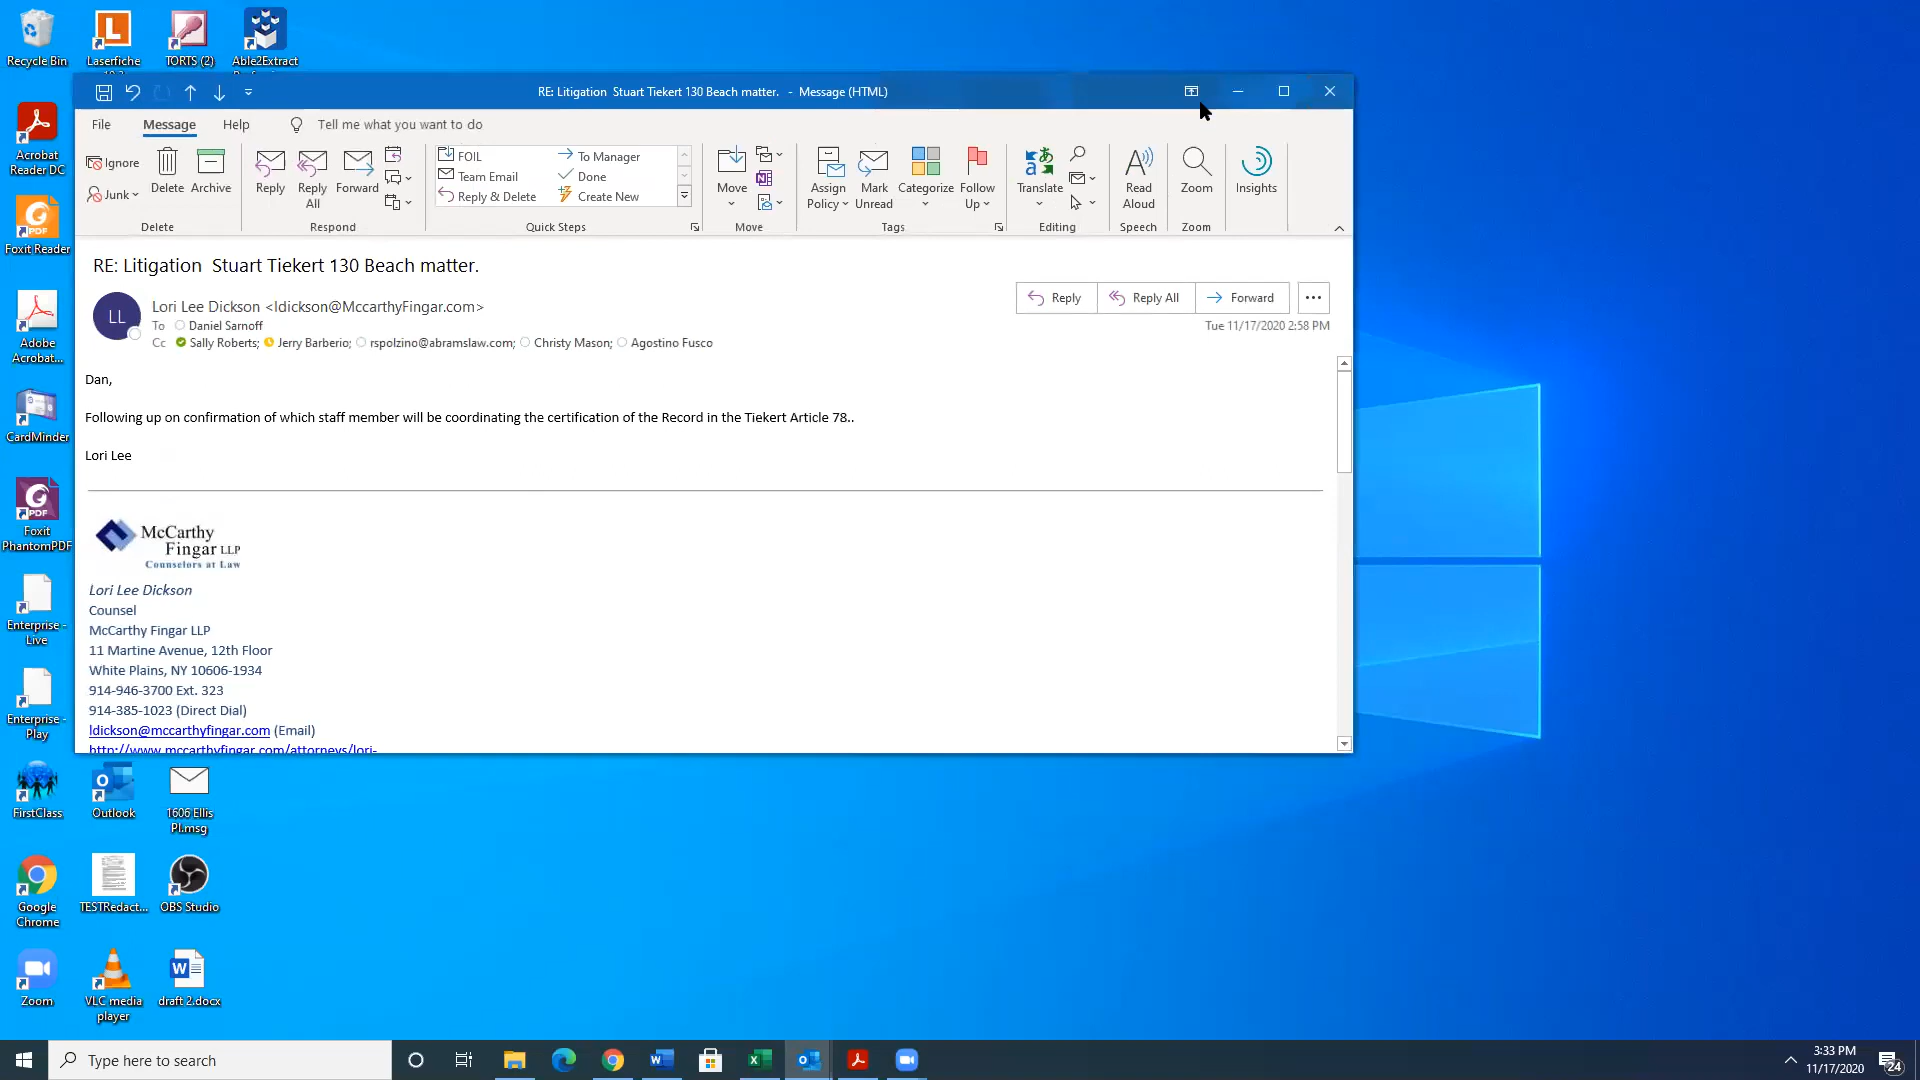 Recycle Bin
Laserfiche
TORTS (2)
Able2Extract
RE: Litigation  Stuart Tiekert 130 Beach matter.  -  Message (HTML)
File
Message
Help
Tell me what you want to do
Ignore
Junk
Delete
Archive
Delete
Reply
Reply All
Forward
Respond
FOIL
To Manager
Team Email
Done
Reply & Delete
Create New
Quick Steps
Move
Move
Assign Policy
Mark Unread
Categorize
Follow Up
Tags
Translate
Editing
Read Aloud
Speech
Zoom
Zoom
Insights
RE: Litigation  Stuart Tiekert 130 Beach matter.
LL
Lori Lee Dickson <ldickson@MccarthyFingar.com>
Reply
Reply All
Forward
To Daniel Sarnoff
Tue 11/17/2020 2:58 PM
Cc Sally Roberts; Jerry Barberio; rspolzino@abramslaw.com; Christy Mason; Agostino Fusco
Dan,
Following up on confirmation of which staff member will be coordinating the certification of the Record in the Tiekert Article 78..
Lori Lee
McCarthy
Fingar LLP
Counselors at Law
Lori Lee Dickson
Counsel
McCarthy Fingar LLP
11 Martine Avenue, 12th Floor
White Plains, NY 10606-1934
914-946-3700 Ext. 323
914-385-1023 (Direct Dial)
ldickson@mccarthyfingar.com (Email)
http://www.mccarthyfingar.com/attorneys/lori-
Acrobat
Reader DC
Foxit Reader
Adobe
Acrobat...
CardMinder
Foxit
PhantomPDF
Enterprise -
Live
Enterprise -
Play
FirstClass
Outlook
1606 Ellis
Pl.msg
Google
Chrome
TESTRedact...
OBS Studio
Zoom
VLC media
player
draft 2.docx
Type here to search
3:33 PM
11/17/2020
24